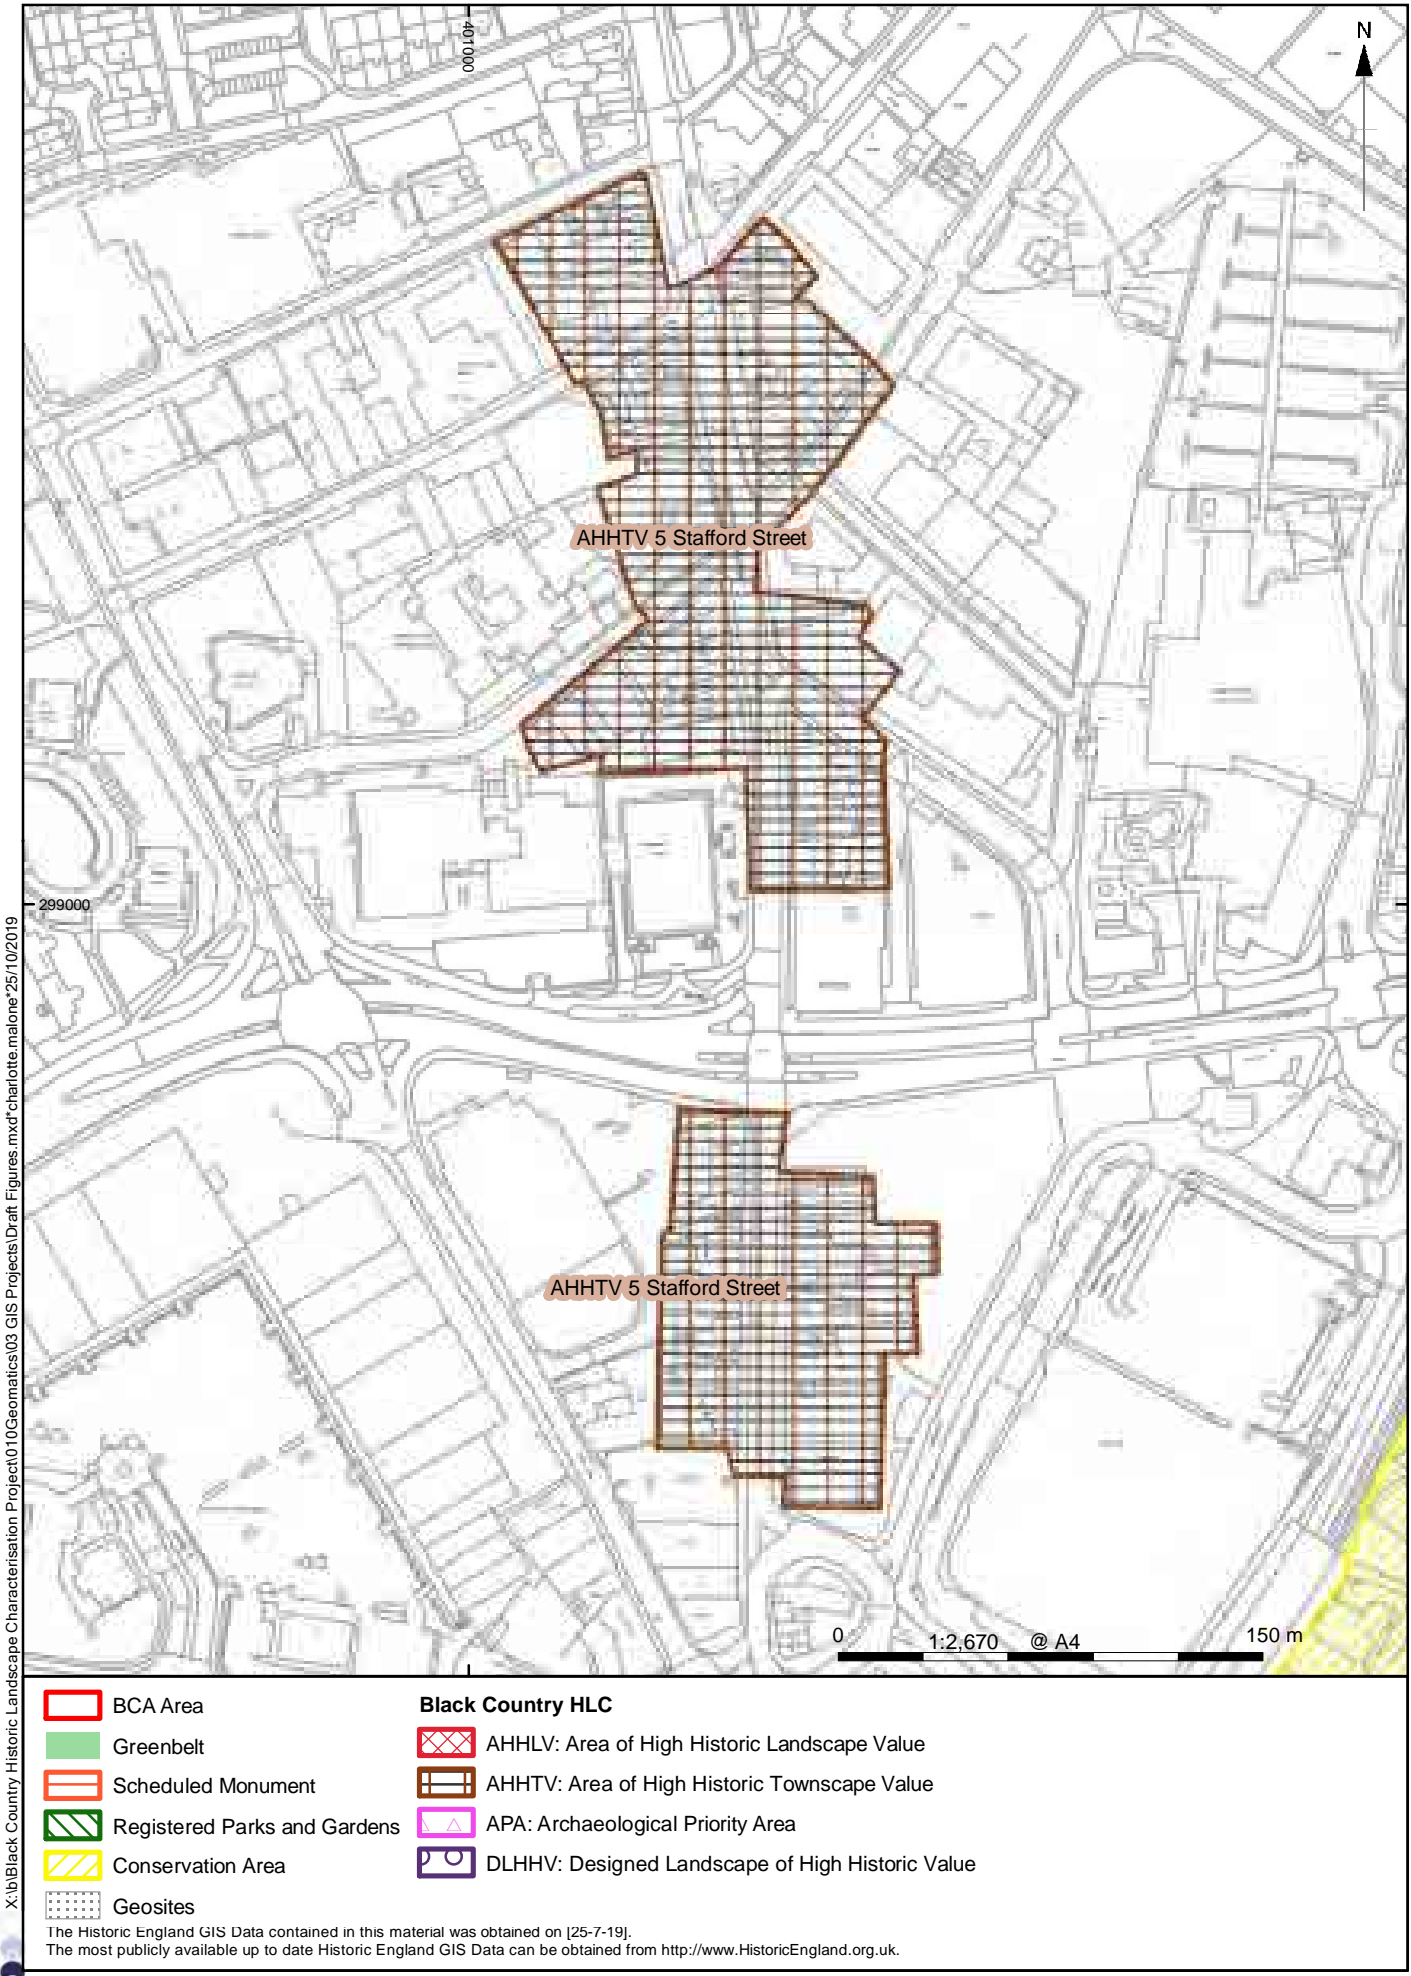 401000
N
AHHTV 5 Stafford Street
299000
AHHTV 5 Stafford Street
0 1:2,670 @ A4 150 m
X:\b\Black Country Historic Landscape Characterisation Project\010Geomatics\03 GIS Projects\Draft Figures.mxd*charlotte.malone*25/10/2019
BCA Area
Greenbelt
Scheduled Monument
Registered Parks and Gardens
Conservation Area
Geosites
Black Country HLC
AHHLV: Area of High Historic Landscape Value
AHHTV: Area of High Historic Townscape Value
APA: Archaeological Priority Area
DLHHV: Designed Landscape of High Historic Value
The Historic England GIS Data contained in this material was obtained on [25-7-19].
The most publicly available up to date Historic England GIS Data can be obtained from http://www.HistoricEngland.org.uk.